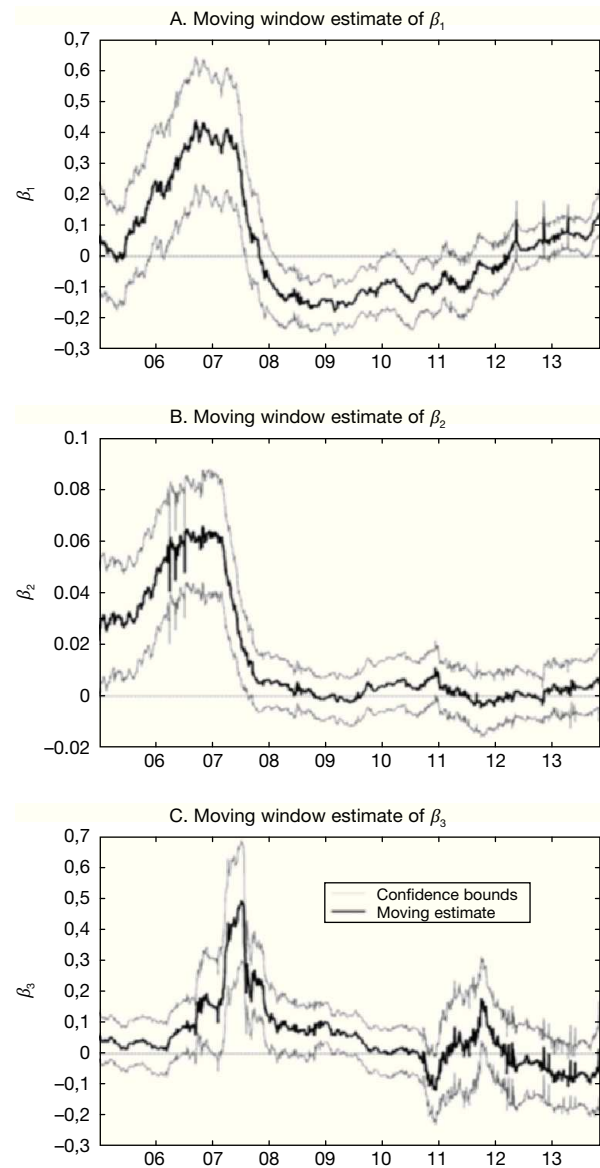 A. Moving window estimate of β₁
0,7
0,6
0,5
0,4
0,3
0,2
0,1
0
–0,1
–0,2
–0,3
β₁
06 07 08 09 10 11 12 13
B. Moving window estimate of β₂
0.1
0.08
0.06
0.04
0.02
0
–0.02
β₂
06 07 08 09 10 11 12 13
C. Moving window estimate of β₃
0,7
0,6
0,5
0,4
0,3
0,2
0,1
0
–0,1
–0,2
–0,3
β₃
Confidence bounds
Moving estimate
06 07 08 09 10 11 12 13